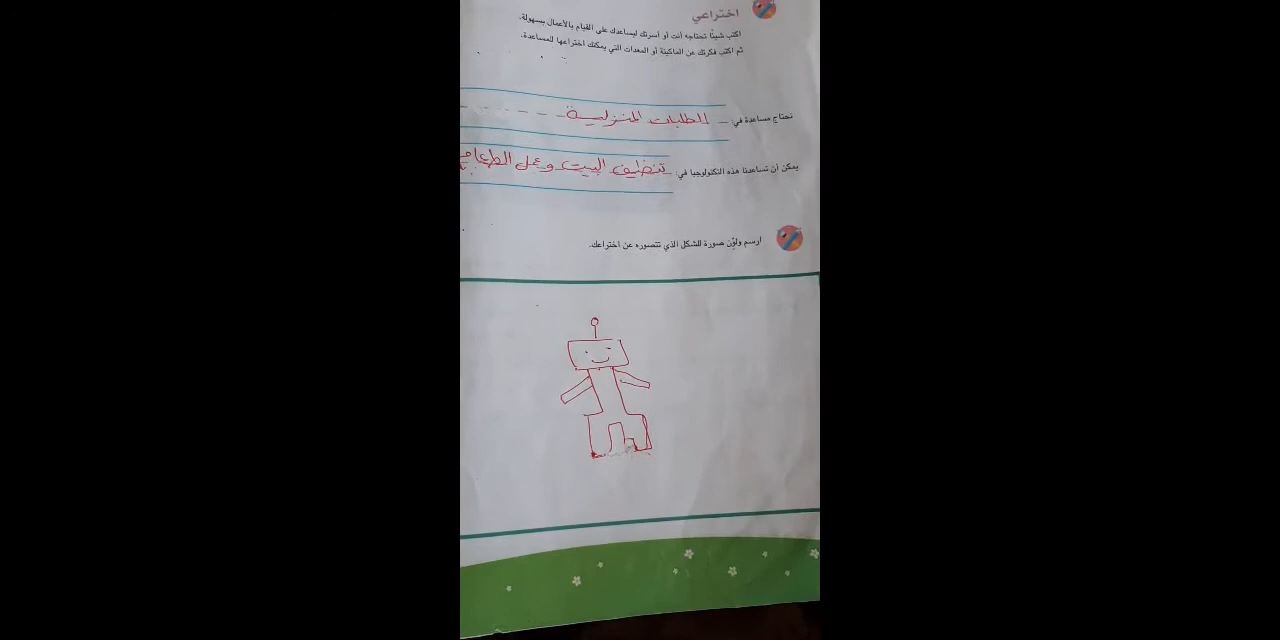 اختراعي
اكتب شيئًا تحتاجه أنت أو أسرتك ليساعدك على القيام بالأعمال بسهولة.
ثم اكتب فكرتك عن الماكينة أو المعدات التي يمكنك اختراعها للمساعدة.
نحتاج مساعدة في: الطلبات المنزلية
يمكن أن تساعدنا هذه التكنولوجيا في: تنظيف البيت وعمل الطعام
ارسم ولوّن صورة للشكل الذي تتصوره عن اختراعك.